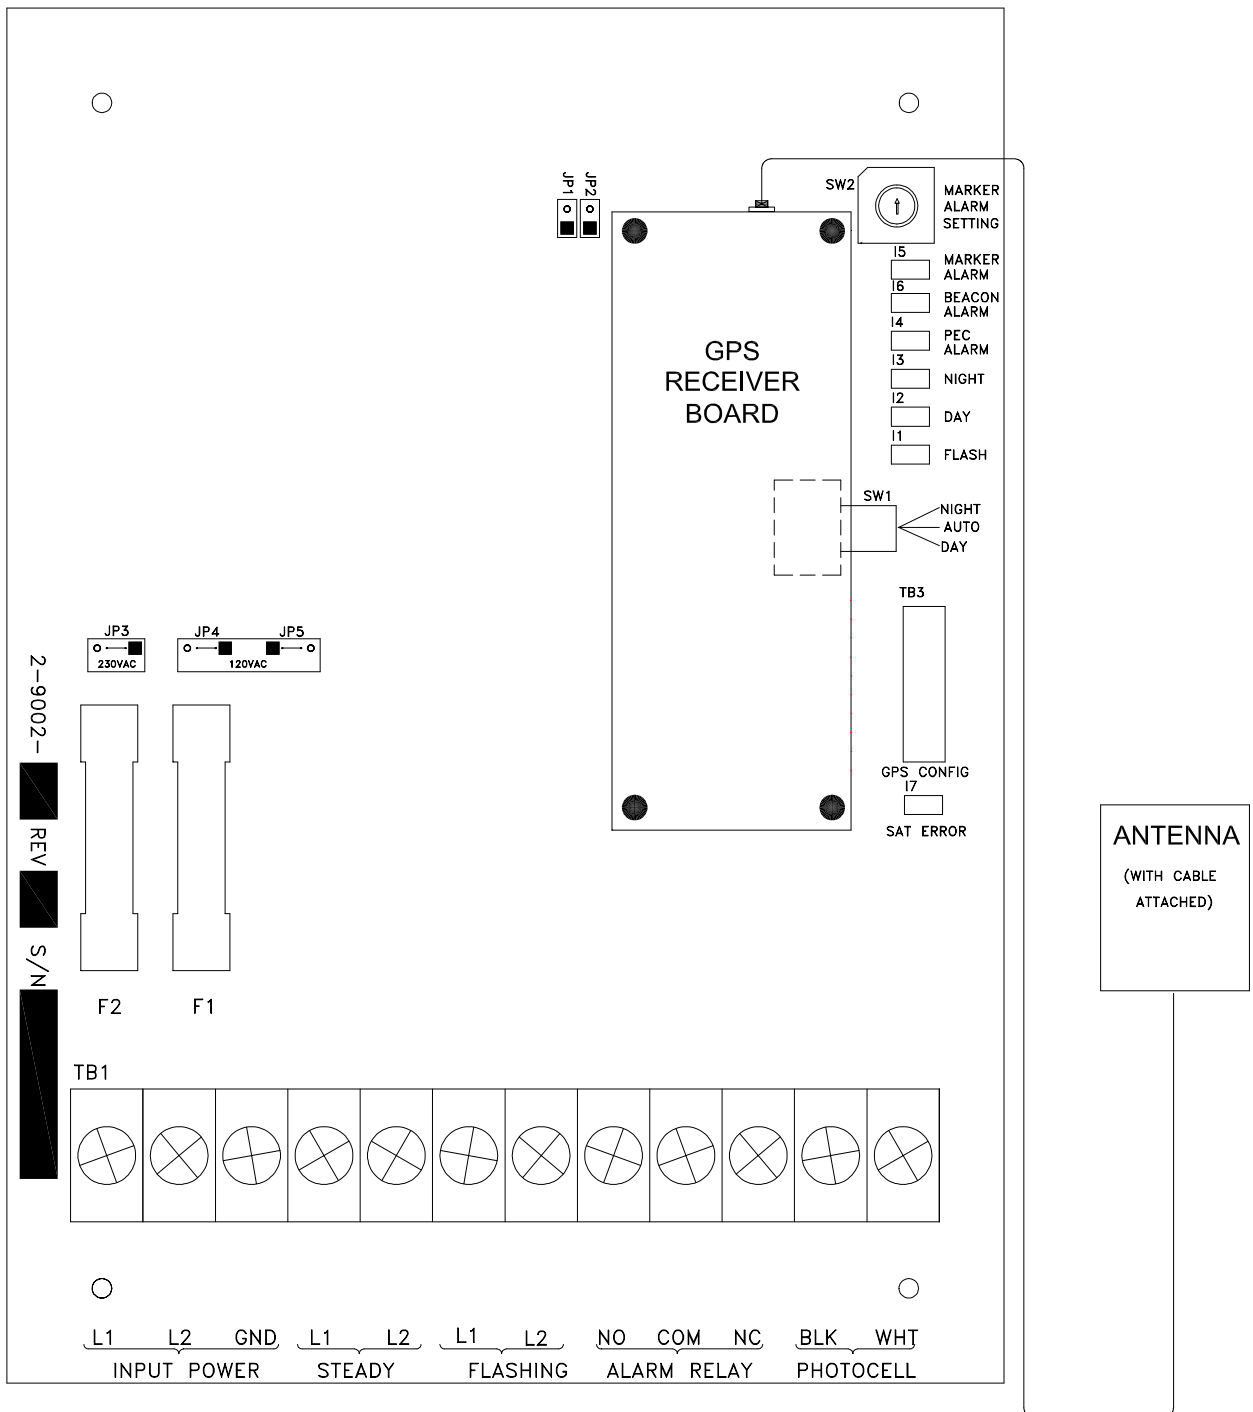 JP1
JP2
SW2
MARKER
ALARM
SETTING
I5
MARKER
ALARM
I6
BEACON
ALARM
I4
PEC
ALARM
I3
NIGHT
I2
DAY
I1
FLASH
GPS
RECEIVER
BOARD
SW1
NIGHT
AUTO
DAY
TB3
GPS CONFIG
I7
SAT ERROR
JP3
230VAC
JP4 JP5
120VAC
2-9002-
REV
S/N
F2
F1
ANTENNA
(WITH CABLE
ATTACHED)
TB1
L1 L2 GND L1 L2 L1 L2 NO COM NC BLK WHT
INPUT POWER STEADY FLASHING ALARM RELAY PHOTOCELL